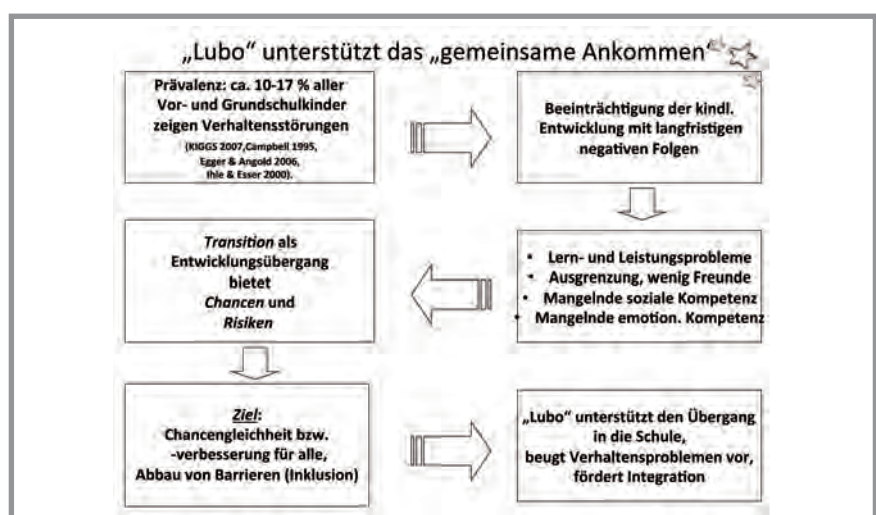 „Lubo“ unterstützt das „gemeinsame Ankommen“
Prävalenz: ca. 10-17 % aller
Vor- und Grundschulkinder
zeigen Verhaltensstörungen
(KIGGS 2007,Campbell 1995,
Egger & Angold 2006,
Ihle & Esser 2000).
Beeinträchtigung der kindl.
Entwicklung mit langfristigen
negativen Folgen
• Lern- und Leistungsprobleme
• Ausgrenzung, wenig Freunde
• Mangelnde soziale Kompetenz
• Mangelnde emotion. Kompetenz
Transition als
Entwicklungsübergang
bietet
Chancen und
Risiken
Ziel:
Chancengleichheit bzw.
-verbesserung für alle,
Abbau von Barrieren (Inklusion)
„Lubo“ unterstützt den Übergang
in die Schule,
beugt Verhaltensproblemen vor,
fördert Integration